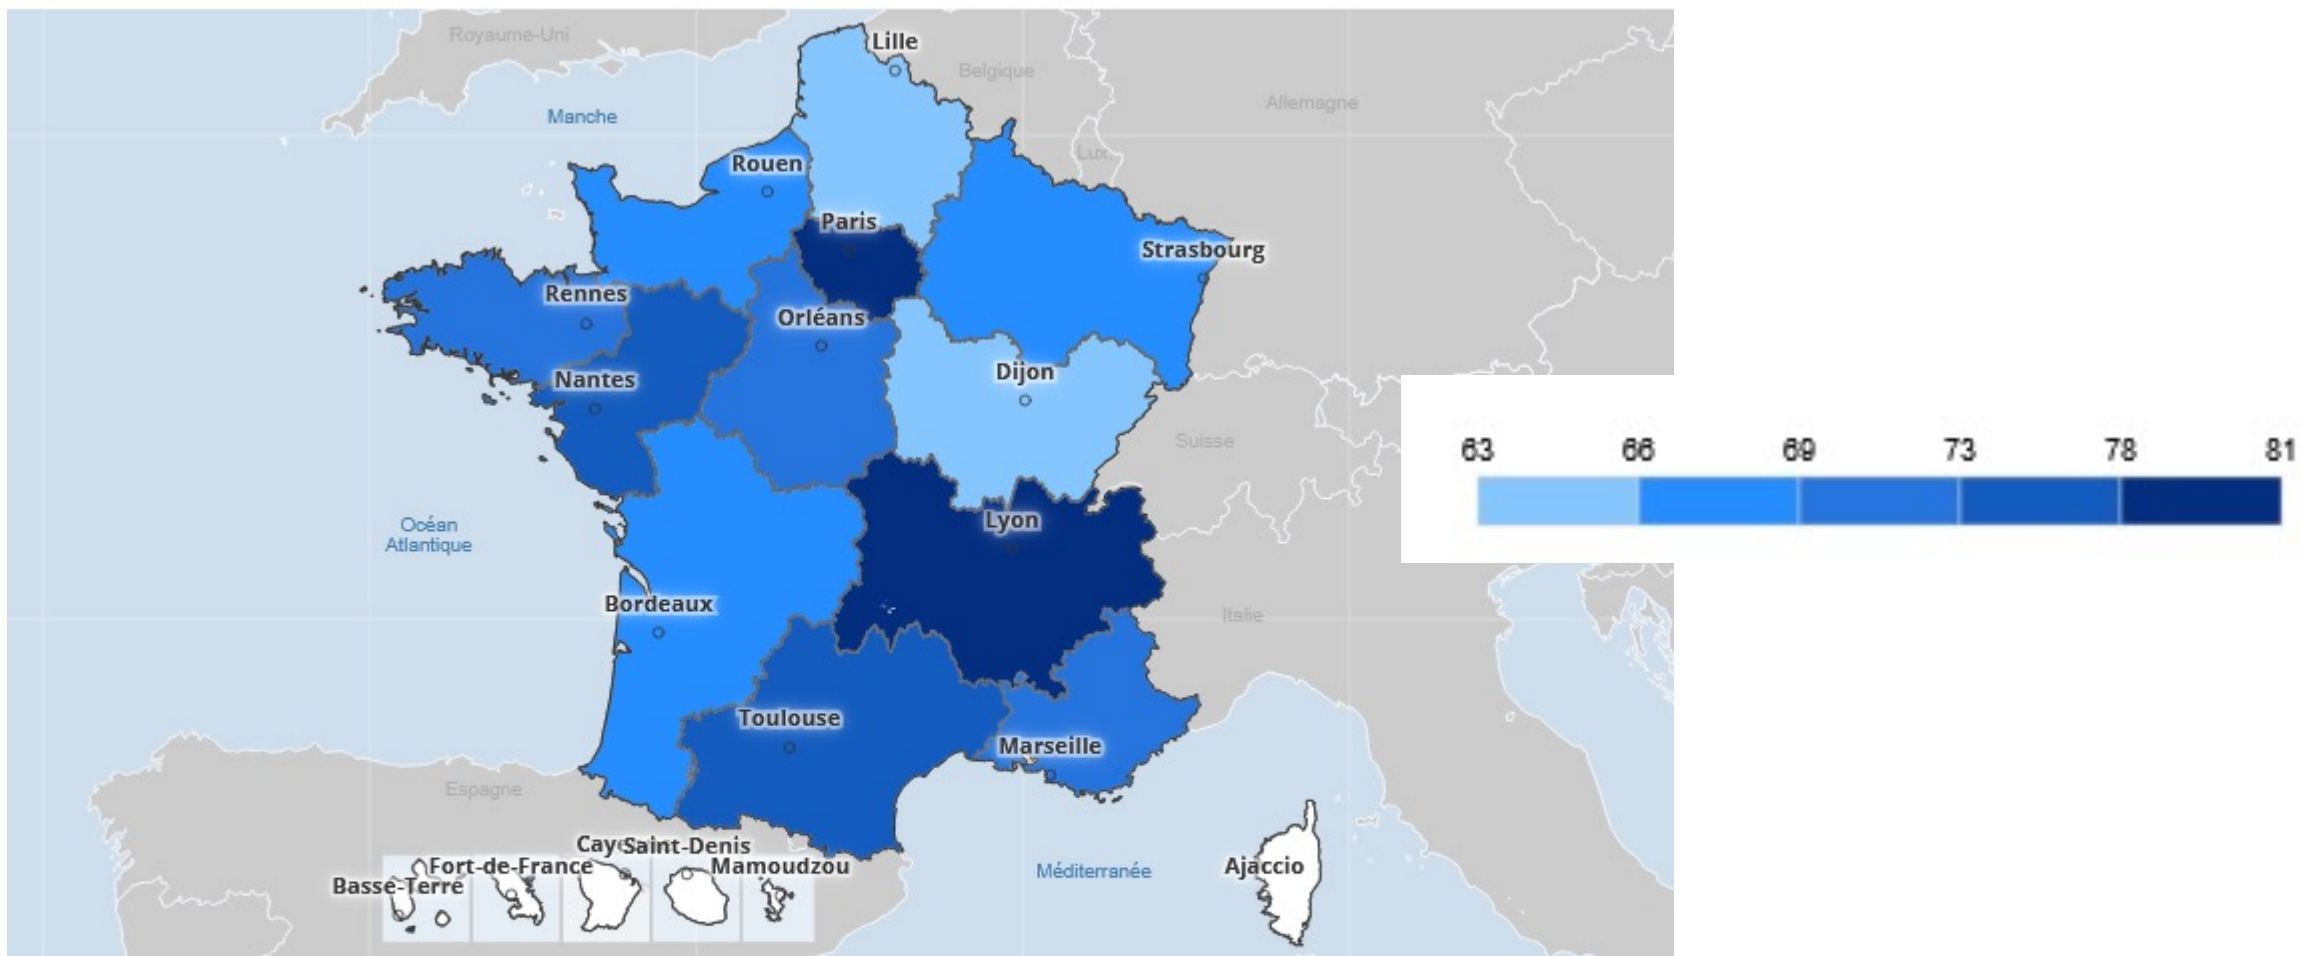 Royaume-Uni
Lille
Belgique
Allemagne
Manche
Lux.
Rouen
Paris
Strasbourg
Rennes
Orléans
Dijon
Nantes
Suisse
63 66 69 73 78 81
Lyon
Océan
Atlantique
Bordeaux
Italie
Toulouse
Marseille
Espagne
Saint-Denis
Fort-de-France
Mamoudzou
Basse-Terre
Méditerranée
Ajaccio